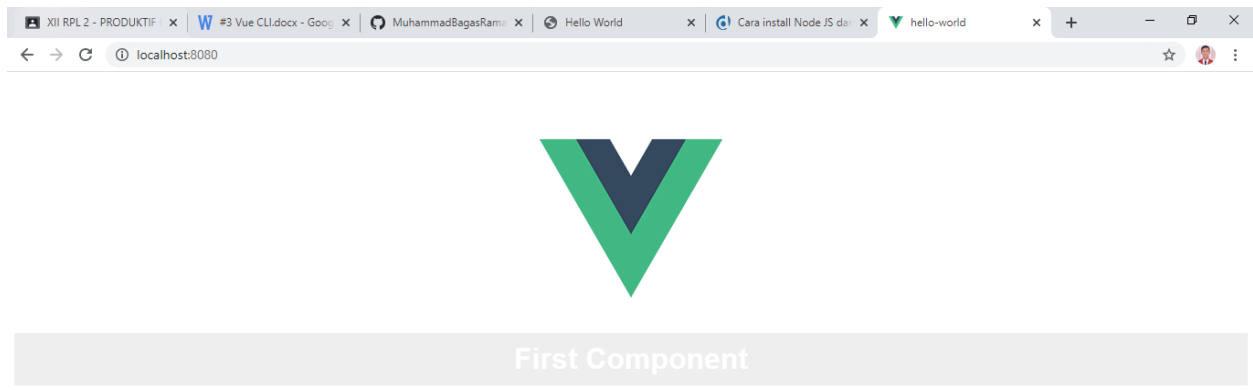 XII RPL 2 - PRODUKTIF
#3 Vue CLI.docx - Goog
MuhammadBagasRama
Hello World
Cara install Node JS dan
hello-world
localhost:8080
First Component